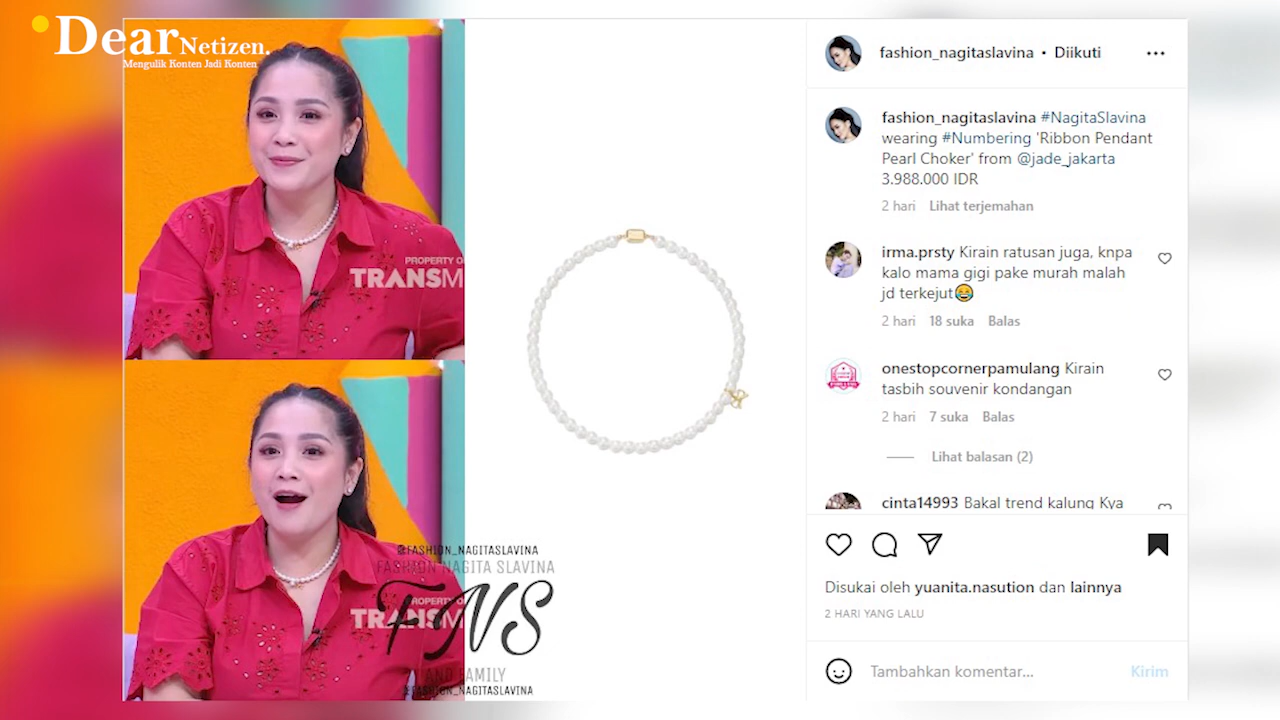 Dear Netizen.
Mengulik Konten Jadi Konten
PROPERTY O
TRANSM
@FASHION_NAGITASLAVINA
FASHION NAGITA SLAVINA
FNS
PROPERTY O
TRANSM
AND FAMILY
@FASHION_NAGITASLAVINA
fashion_nagitaslavina • Diikuti
fashion_nagitaslavina #NagitaSlavina
wearing #Numbering 'Ribbon Pendant
Pearl Choker' from @jade_jakarta
3.988.000 IDR
2 hari Lihat terjemahan
irma.prsty Kirain ratusan juga, knpa
kalo mama gigi pake murah malah
jd terkejut😂
2 hari 18 suka Balas
onestopcornerpamulang Kirain
tasbih souvenir kondangan
2 hari 7 suka Balas
Lihat balasan (2)
cinta14993 Bakal trend kalung Kya
Disukai oleh yuanita.nasution dan lainnya
2 HARI YANG LALU
Tambahkan komentar...
Kirim